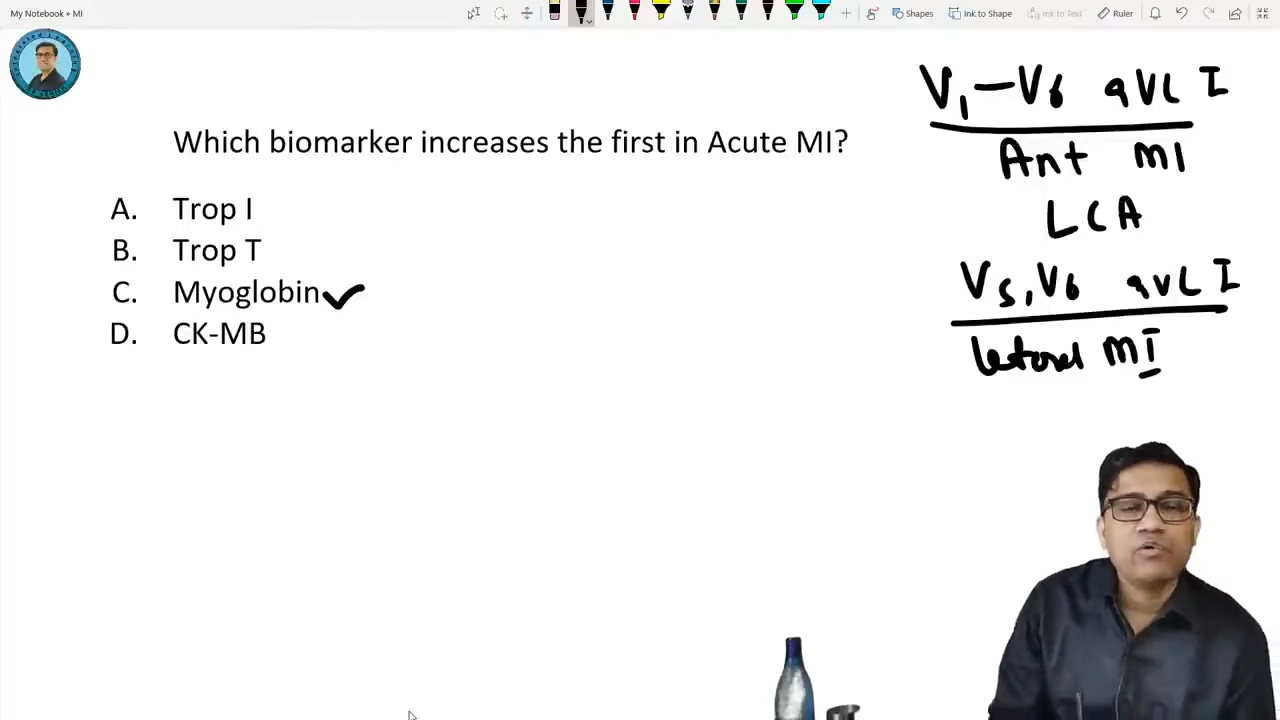 My Notebook » MI
Shapes
Ink to Shape
Ink to Text
Ruler
Which biomarker increases the first in Acute MI?
A. Trop I
B. Trop T
C. Myoglobin
D. CK-MB
V1-V6 aVL I
Ant MI
LCA
V5,V6 aVL I
lateral MI